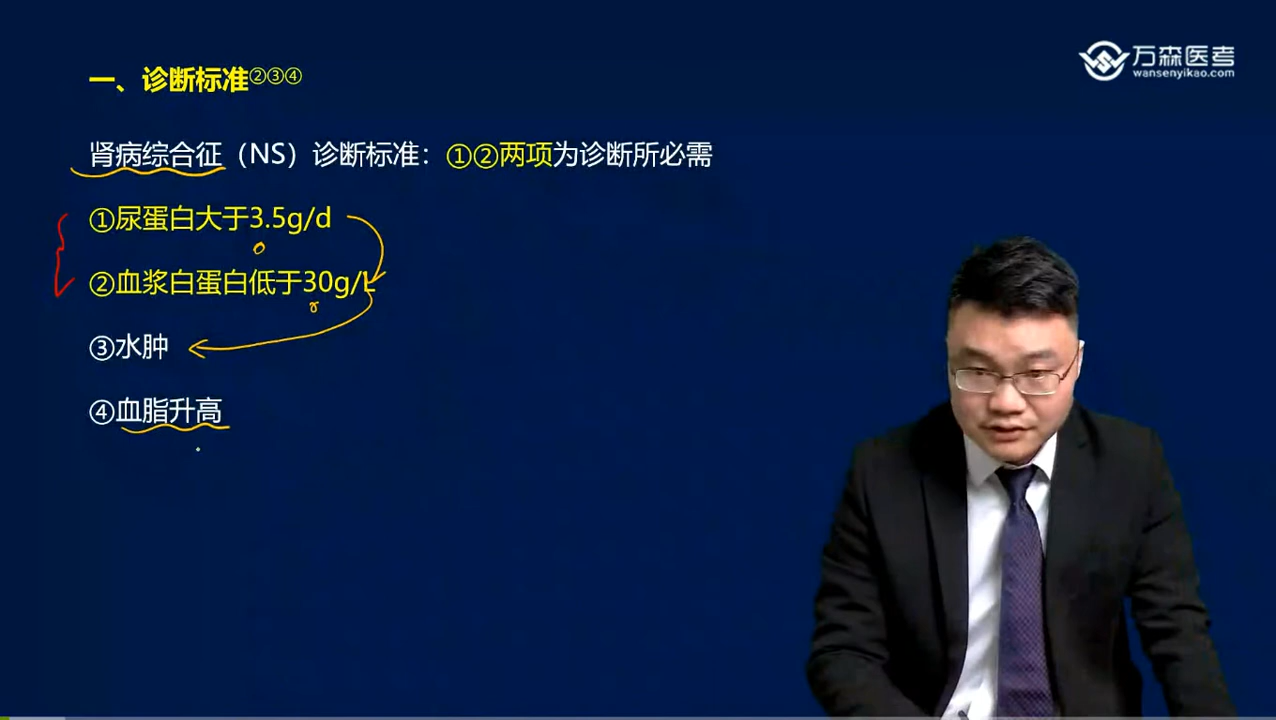 万森医考
wansenyikao.com
一、诊断标准②③④
肾病综合征（NS）诊断标准：①②两项为诊断所必需
①尿蛋白大于3.5g/d
②血浆白蛋白低于30g/L
③水肿
④血脂升高